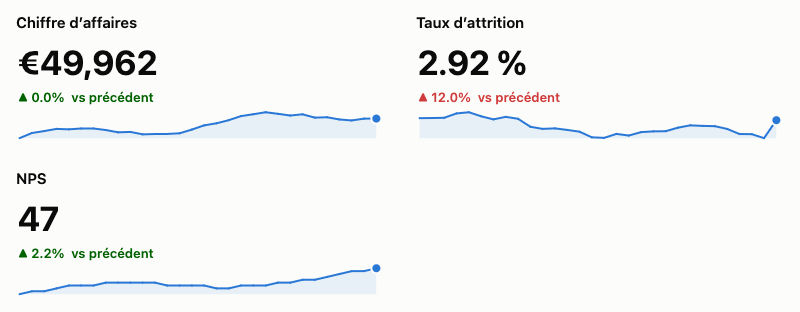 Chiffre d’affaires
€49,962
▲ 0.0% vs précédent
Taux d’attrition
2.92 %
▲ 12.0% vs précédent
NPS
47
▲ 2.2% vs précédent